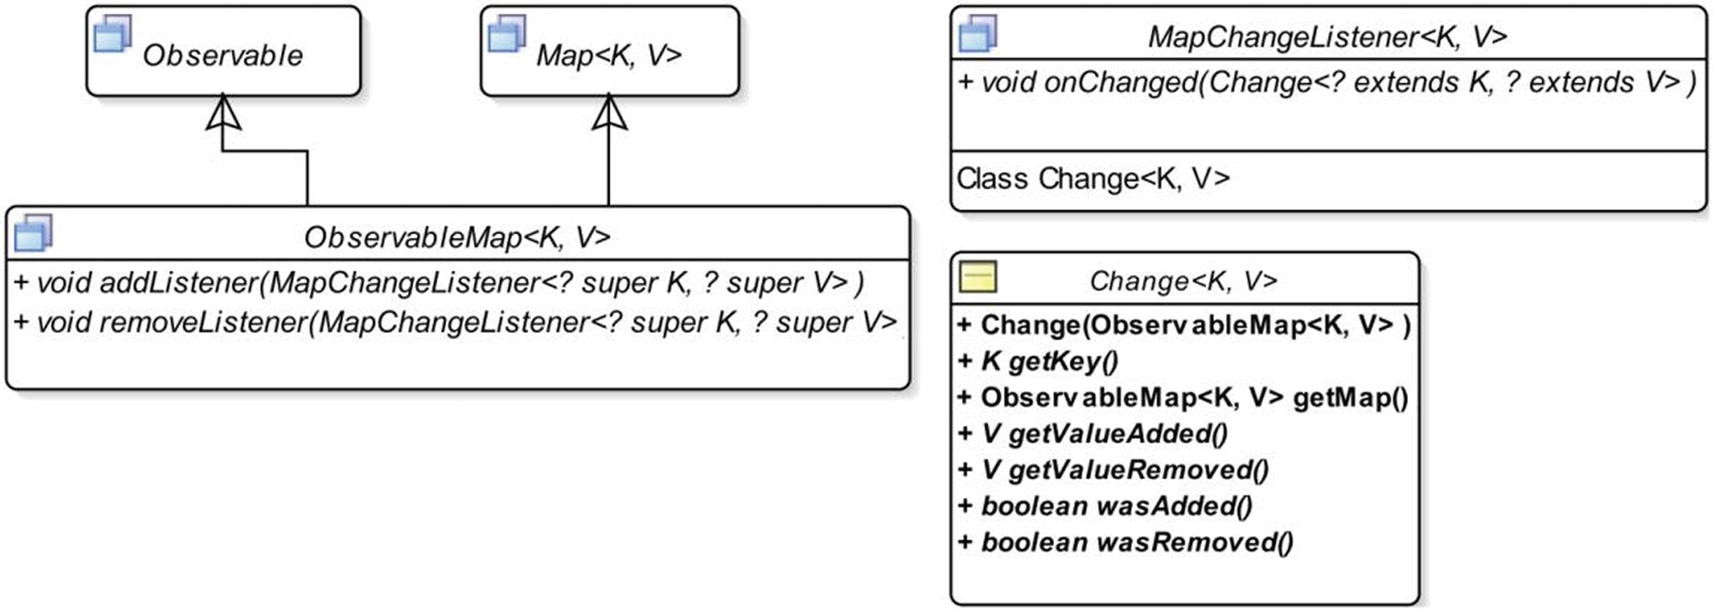 Observable
Map<K, V>
ObservableMap<K, V>
+ void addListener(MapChangeListener<? super K, ? super V> )
+ void removeListener(MapChangeListener<? super K, ? super V>
MapChangeListener<K, V>
+ void onChanged(Change<? extends K, ? extends V> )
Class Change<K, V>
Change<K, V>
+ Change(ObservableMap<K, V> )
+ K getKey()
+ ObservableMap<K, V> getMap()
+ V getValueAdded()
+ V getValueRemoved()
+ boolean wasAdded()
+ boolean wasRemoved()